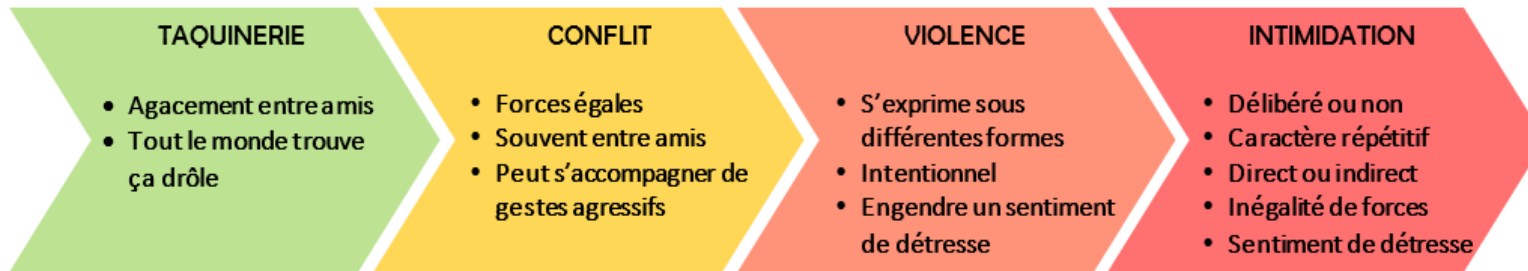 TAQUINERIE
• Agacement entre amis
• Tout le monde trouve
ça drôle
CONFLIT
• Forces égales
• Souvent entre amis
• Peut s'accompagner de
gestes agressifs
VIOLENCE
• S'exprime sous
différentes formes
• Intentionnel
• Engendre un sentiment
de détresse
INTIMIDATION
• Délibéré ou non
• Caractère répétitif
• Direct ou indirect
• Inégalité de forces
• Sentiment de détresse